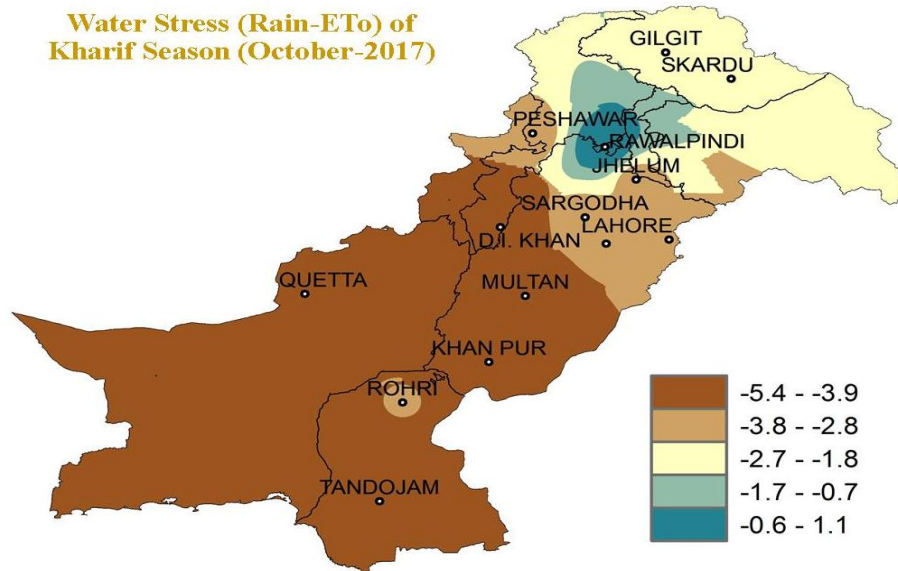 Water Stress (Rain-ETo) of
Kharif Season (October-2017)
GILGIT
SKARDU
PESHAWAR
RAWALPINDI
JHELUM
SARGODHA
LAHORE
D.I. KHAN
QUETTA
MULTAN
KHAN PUR
ROHRI
TANDOJAM
-5.4 - -3.9
-3.8 - -2.8
-2.7 - -1.8
-1.7 - -0.7
-0.6 - 1.1